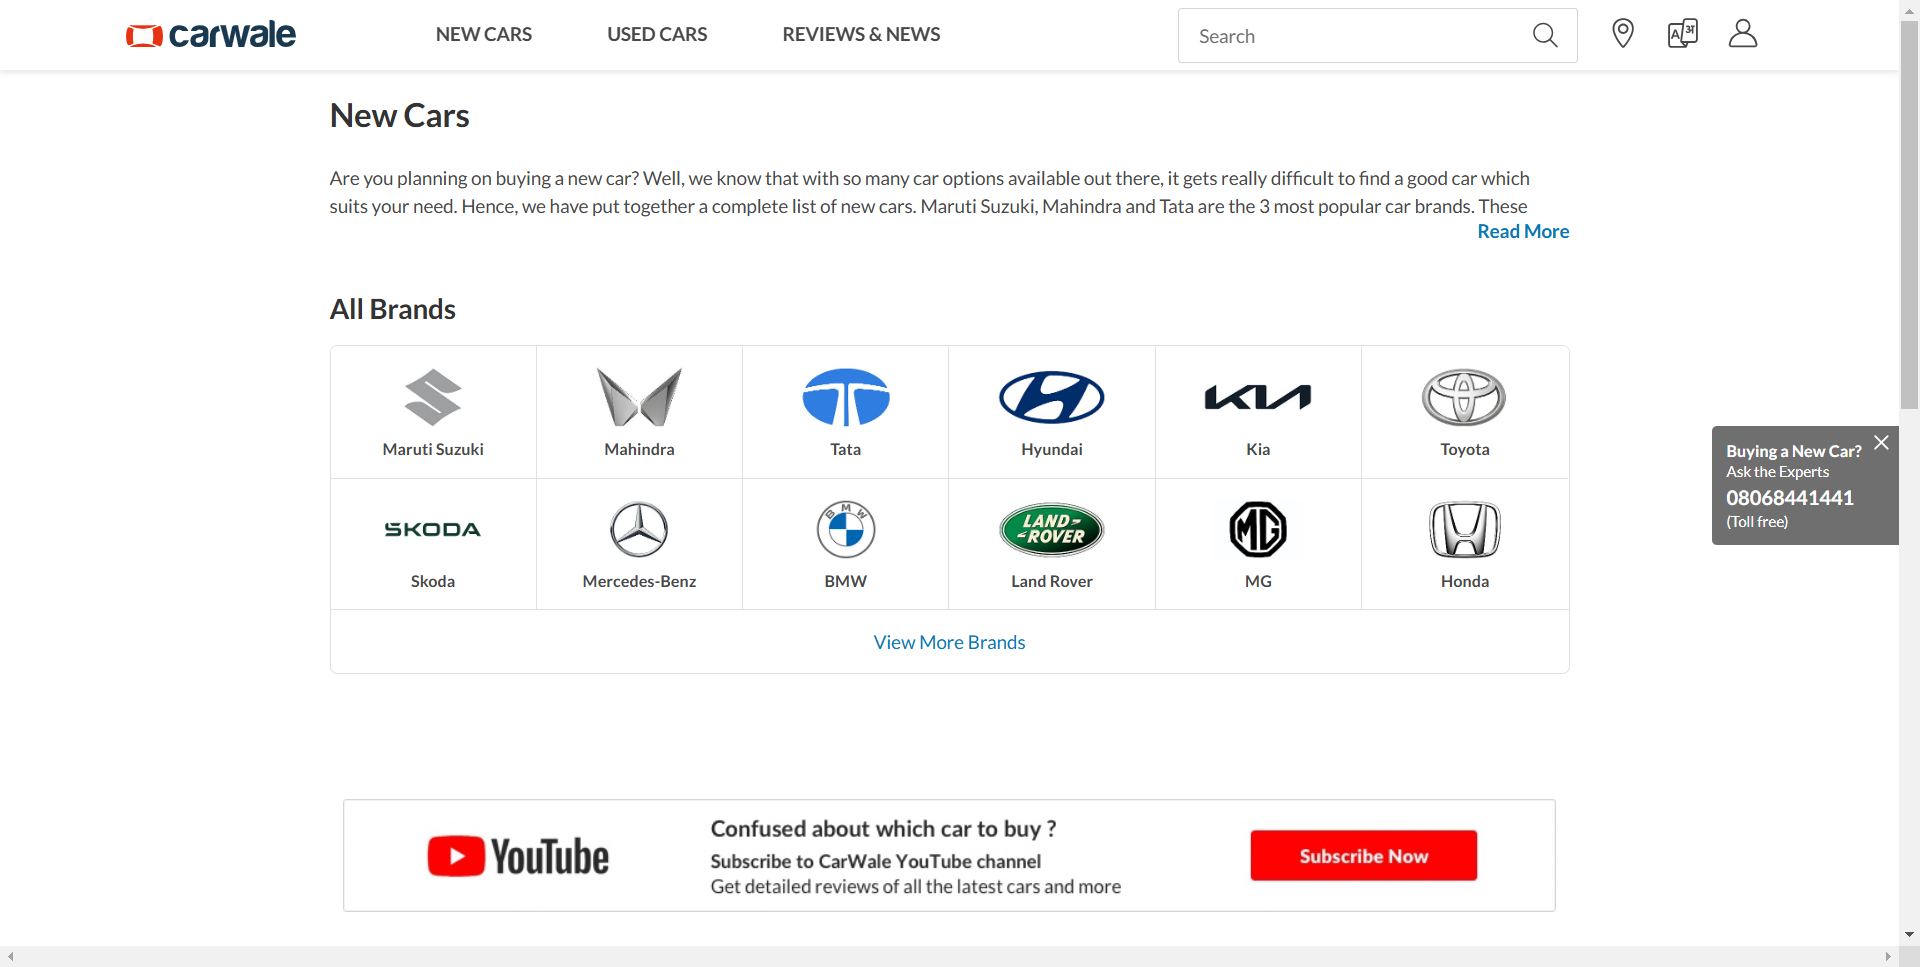 carwale
NEW CARS
USED CARS
REVIEWS & NEWS
Search
A अ
New Cars
Are you planning on buying a new car? Well, we know that with so many car options available out there, it gets really difficult to find a good car which
suits your need. Hence, we have put together a complete list of new cars. Maruti Suzuki, Mahindra and Tata are the 3 most popular car brands. These
Read More
All Brands
Maruti Suzuki
Mahindra
Tata
Hyundai
KIA
Kia
Toyota
SKODA
Skoda
Mercedes-Benz
BMW
BMW
LAND
ROVER
Land Rover
MG
MG
Honda
View More Brands
Buying a New Car?
Ask the Experts
08068441441
(Toll free)
YouTube
Confused about which car to buy ?
Subscribe to CarWale YouTube channel
Get detailed reviews of all the latest cars and more
Subscribe Now